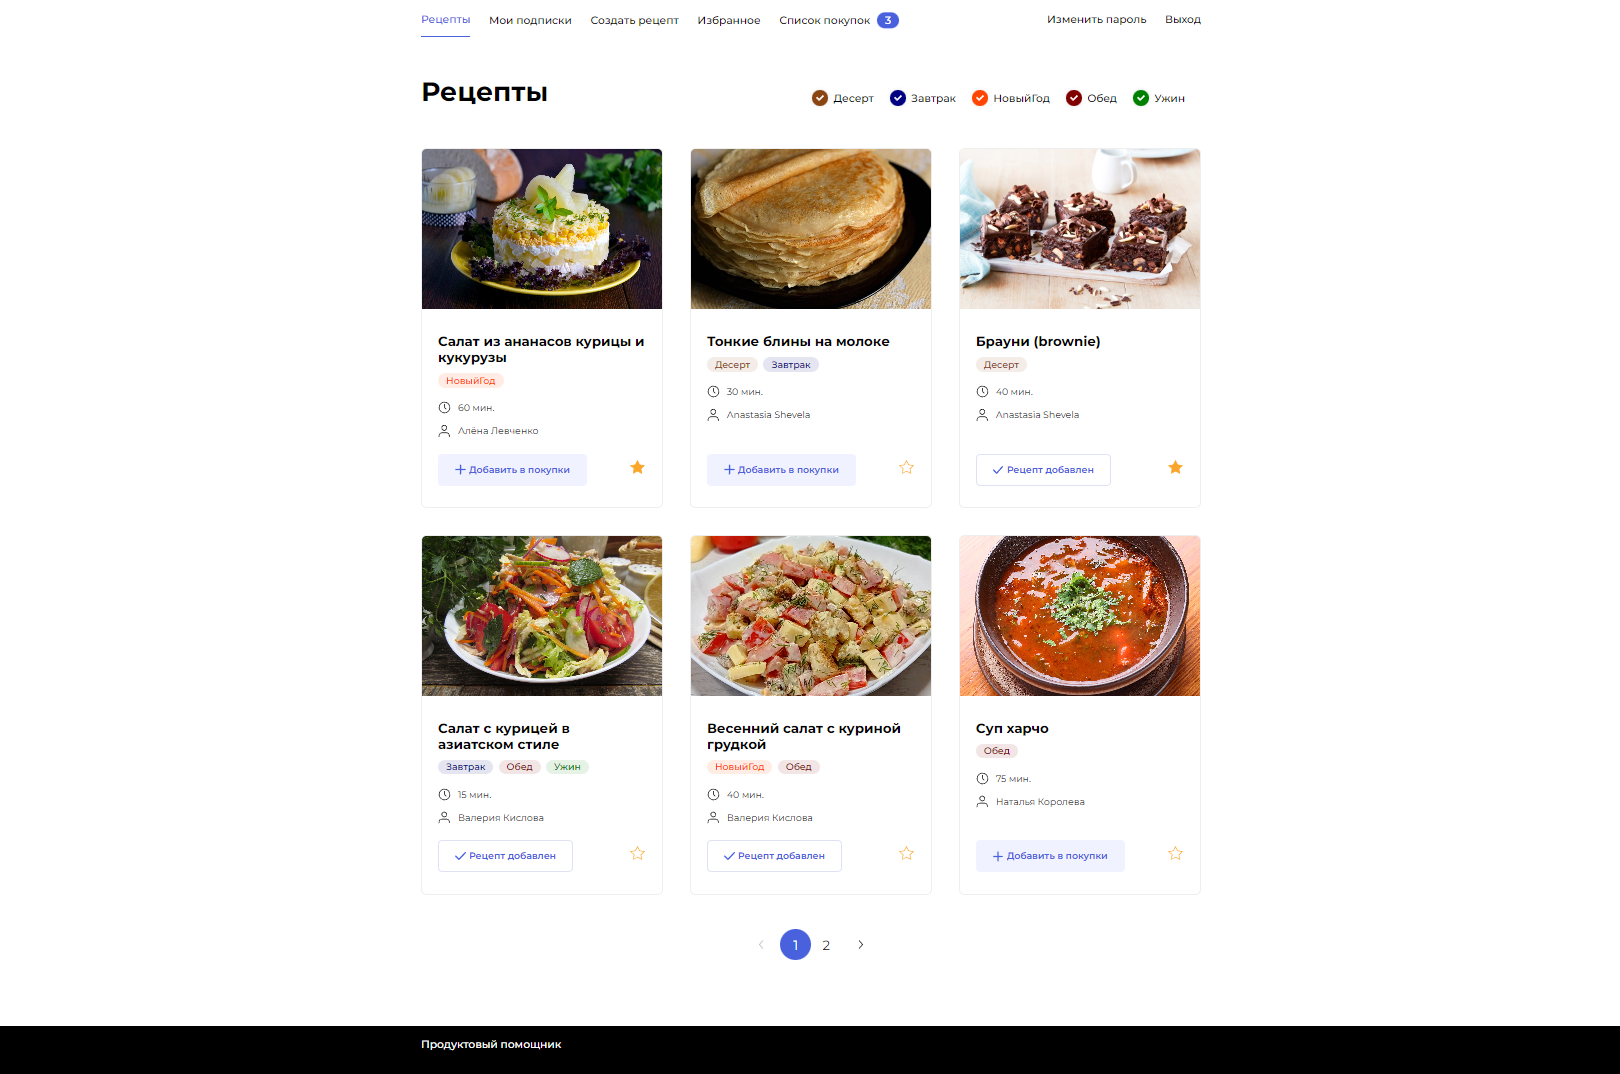 Рецепты Мои подписки Создать рецепт Избранное Список покупок 3 Изменить пароль Выход
Рецепты
Десерт Завтрак НовыйГод Обед Ужин
Салат из ананасов курицы и
кукурузы
НовыйГод
60 мин.
Алёна Левченко
Добавить в покупки
Тонкие блины на молоке
Десерт Завтрак
30 мин.
Anastasia Shevela
Добавить в покупки
Брауни (brownie)
Десерт
40 мин.
Anastasia Shevela
Рецепт добавлен
Салат с курицей в
азиатском стиле
Завтрак Обед Ужин
15 мин.
Валерия Кислова
Рецепт добавлен
Весенний салат с куриной
грудкой
НовыйГод Обед
40 мин.
Валерия Кислова
Рецепт добавлен
Суп харчо
Обед
75 мин.
Наталья Королева
Добавить в покупки
1 2
Продуктовый помощник